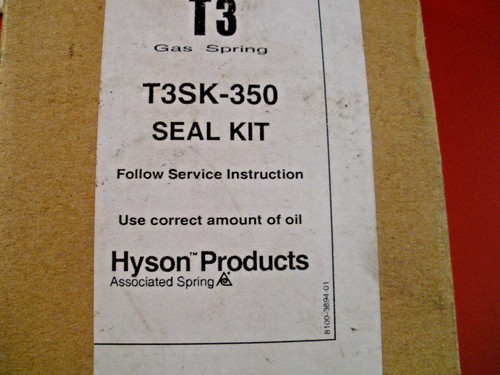 T3
Gas Spring
T3SK-350
SEAL KIT
Follow Service Instruction
Use correct amount of oil
Hyson™ Products
Associated Spring
8100-3894-01